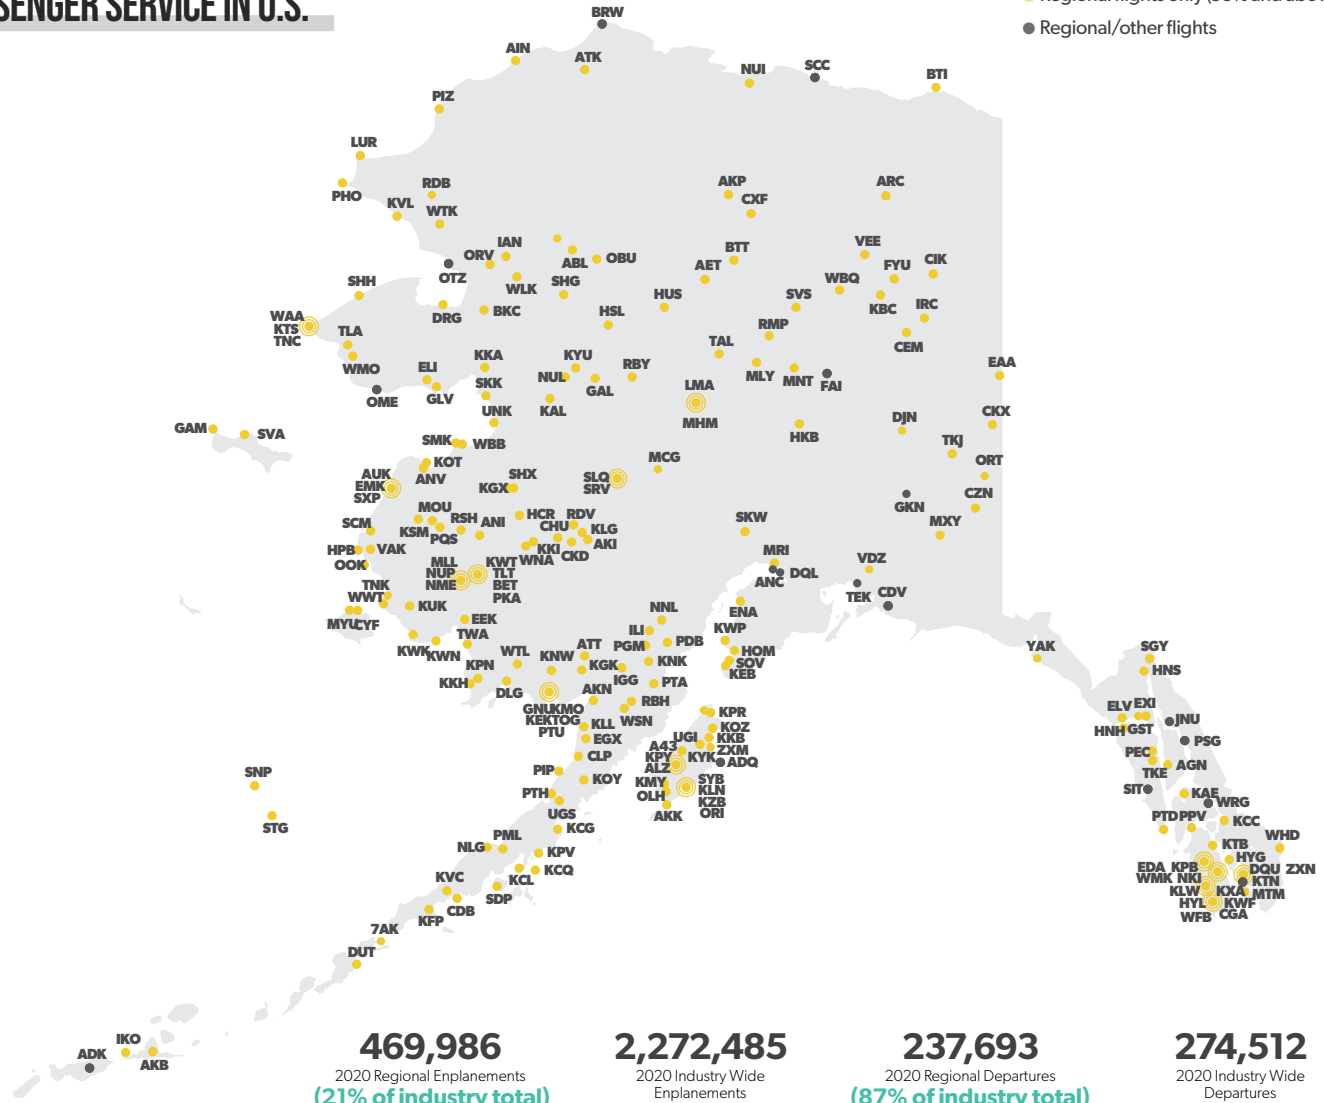 SENGER SERVICE IN U.S.
Regional/other flights
BRW
AIN
ATK
NUI
SCC
BTI
PIZ
LUR
PHO
RDB
KVL
WTK
AKP
CXF
ARC
IAN
ORV
OTZ
ABL
OBU
WLK
SHG
BTT
AET
VEE
FYU
CIK
WBQ
KBC
IRC
CEM
SHH
DRG
BKC
HUS
HSL
SVS
RMP
WAA
KTS
TNC
TLA
WMO
OME
ELI
GLV
KKA
SKK
UNK
KYU
NUL
GAL
KAL
RBY
TAL
MLY
MNT
FAI
LMA
MHM
HKB
EAA
CKX
DJN
TKJ
ORT
CZN
GKN
MXY
GAM
SVA
SMK
WBB
KOT
ANV
AUK
EMK
SXP
SHX
KGX
SLQ
SRV
MCG
MOU
KSM
PQS
RSH
ANI
HCR
CHU
RDV
KLG
AKI
KKI
WNA
CKD
SCM
HPB
VAK
OOK
MLL
NUP
NME
KWT
TLT
BET
PKA
SKW
MRI
ANC
DQL
VDZ
TEK
CDV
TNK
WWT
MYU
CYF
KUK
EEK
TWA
KWK
KWN
ENA
NNL
ILI
PGM
PDB
KWP
HOM
SOV
KEB
WTL
KNW
ATT
KGK
KNK
IGG
PTA
KPN
KKH
DLG
AKN
RBH
WSN
GNU
KMO
KEK
TOG
PTU
KLL
EGX
CLP
KOY
PIP
PTH
UGS
KCG
KPR
KOZ
UGI
KKB
ZXM
KYK
ADQ
A43
KPY
ALZ
KMY
OLH
AKK
SYB
KLN
KZB
ORI
YAK
SGY
HNS
ELV
EXI
HNH
GST
JNU
PSG
PEC
TKE
AGN
SIT
KAE
WRG
PTD
PPV
KCC
KTB
WHD
HYG
EDA
KPB
DQU
ZXN
WMK
NKI
KTN
KLW
KXA
MTM
HYL
KWF
WFB
CGA
SNP
STG
NLG
PML
KPV
KCQ
KCL
SDP
KVC
CDB
KFP
7AK
DUT
IKO
ADK
AKB
469,986
2020 Regional Enplanements
(21% of industry total)
2,272,485
2020 Industry Wide
Enplanements
237,693
2020 Regional Departures
(87% of industry total)
274,512
2020 Industry Wide
Departures